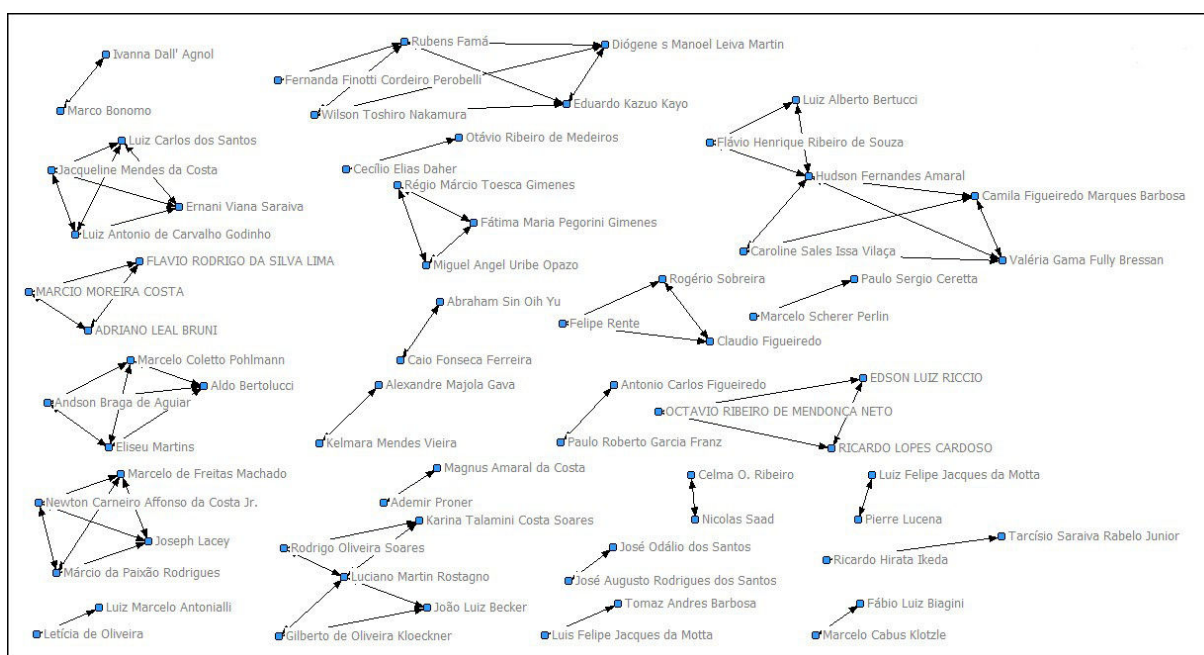 Ivanna Dall' Agnol
Marco Bonomo
Rubens Famá
Diógene s Manoel Leiva Martin
Fernanda Finotti Cordeiro Perobelli
Wilson Toshiro Nakamura
Eduardo Kazuo Kayo
Luiz Alberto Bertucci
Flávio Henrique Ribeiro de Souza
Hudson Fernandes Amaral
Camila Figueiredo Marques Barbosa
Caroline Sales Issa Vilaça
Valéria Gama Fully Bressan
Luiz Carlos dos Santos
Jacqueline Mendes da Costa
Ernani Viana Saraiva
Luiz Antonio de Carvalho Godinho
Otávio Ribeiro de Medeiros
Cecílio Elias Daher
Régio Márcio Toesca Gimenes
Fátima Maria Pegorini Gimenes
Miguel Angel Uribe Opazo
FLAVIO RODRIGO DA SILVA LIMA
MARCIO MOREIRA COSTA
ADRIANO LEAL BRUNI
Abraham Sin Oih Yu
Caio Fonseca Ferreira
Rogério Sobreira
Felipe Rente
Claudio Figueiredo
Paulo Sergio Ceretta
Marcelo Scherer Perlin
Marcelo Coletto Pohlmann
Aldo Bertolucci
Andson Braga de Aguiar
Eliseu Martins
Alexandre Majola Gava
Kelmara Mendes Vieira
Antonio Carlos Figueiredo
Paulo Roberto Garcia Franz
EDSON LUIZ RICCIO
OCTAVIO RIBEIRO DE MENDONCA NETO
RICARDO LOPES CARDOSO
Marcelo de Freitas Machado
Newton Carneiro Affonso da Costa Jr.
Joseph Lacey
Márcio da Paixão Rodrigues
Magnus Amaral da Costa
Ademir Proner
Celma O. Ribeiro
Nicolas Saad
Luiz Felipe Jacques da Motta
Pierre Lucena
Karina Talamini Costa Soares
Rodrigo Oliveira Soares
Luciano Martin Rostagno
João Luiz Becker
Gilberto de Oliveira Kloeckner
José Odálio dos Santos
José Augusto Rodrigues dos Santos
Tarcísio Saraiva Rabelo Junior
Ricardo Hirata Ikeda
Luiz Marcelo Antonialli
Letícia de Oliveira
Tomaz Andres Barbosa
Luis Felipe Jacques da Motta
Fábio Luiz Biagini
Marcelo Cabus Klotzle